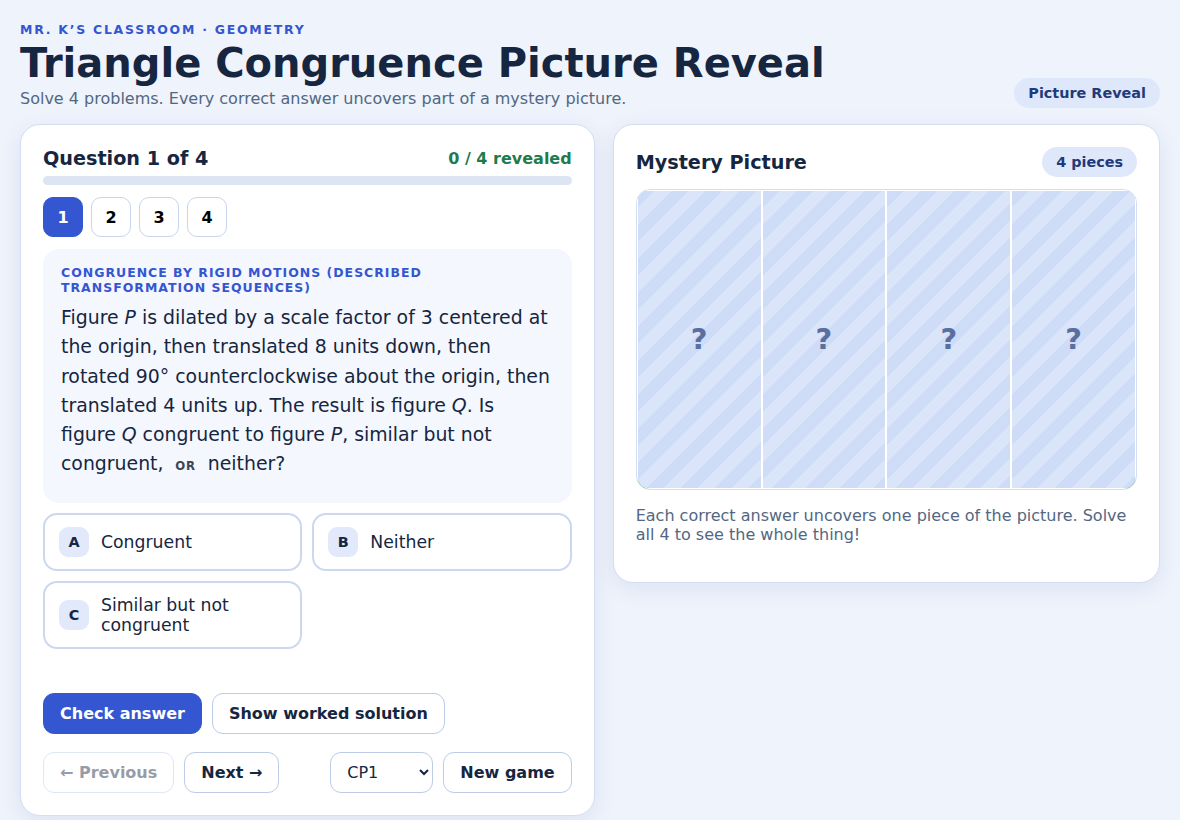 MR. K’S CLASSROOM · GEOMETRY
Triangle Congruence Picture Reveal
Solve 4 problems. Every correct answer uncovers part of a mystery picture.
Picture Reveal
Question 1 of 4
0 / 4 revealed
1 2 3 4
CONGRUENCE BY RIGID MOTIONS (DESCRIBED
TRANSFORMATION SEQUENCES)
Figure P is dilated by a scale factor of 3 centered at
the origin, then translated 8 units down, then
rotated 90° counterclockwise about the origin, then
translated 4 units up. The result is figure Q. Is
figure Q congruent to figure P, similar but not
congruent, OR neither?
A Congruent
B Neither
C Similar but not
congruent
Check answer
Show worked solution
← Previous
Next →
CP1
New game
Mystery Picture
4 pieces
? ? ? ?
Each correct answer uncovers one piece of the picture. Solve
all 4 to see the whole thing!